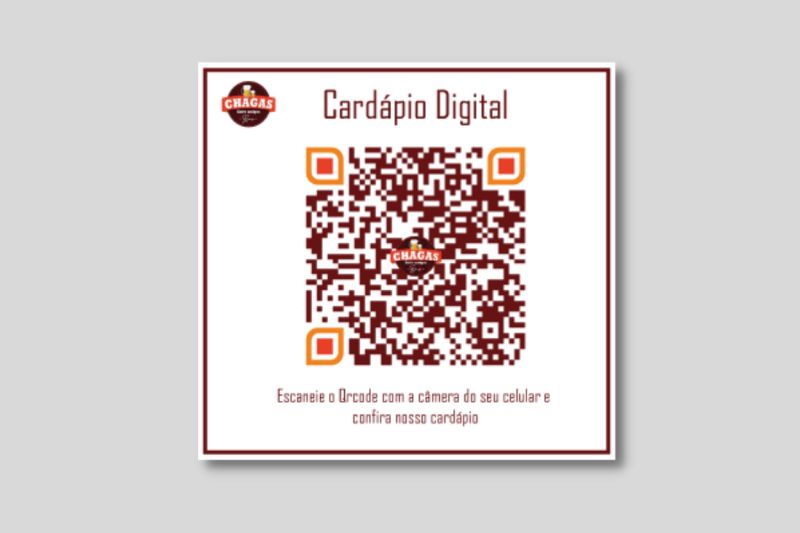 CHAGAS
Cardápio Digital
CHAGAS
Escaneie o Qrcode com a câmera do seu celular e
confira nosso cardápio